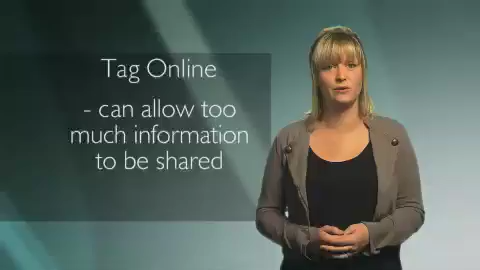 Tag Online
- can allow too
much information
to be shared